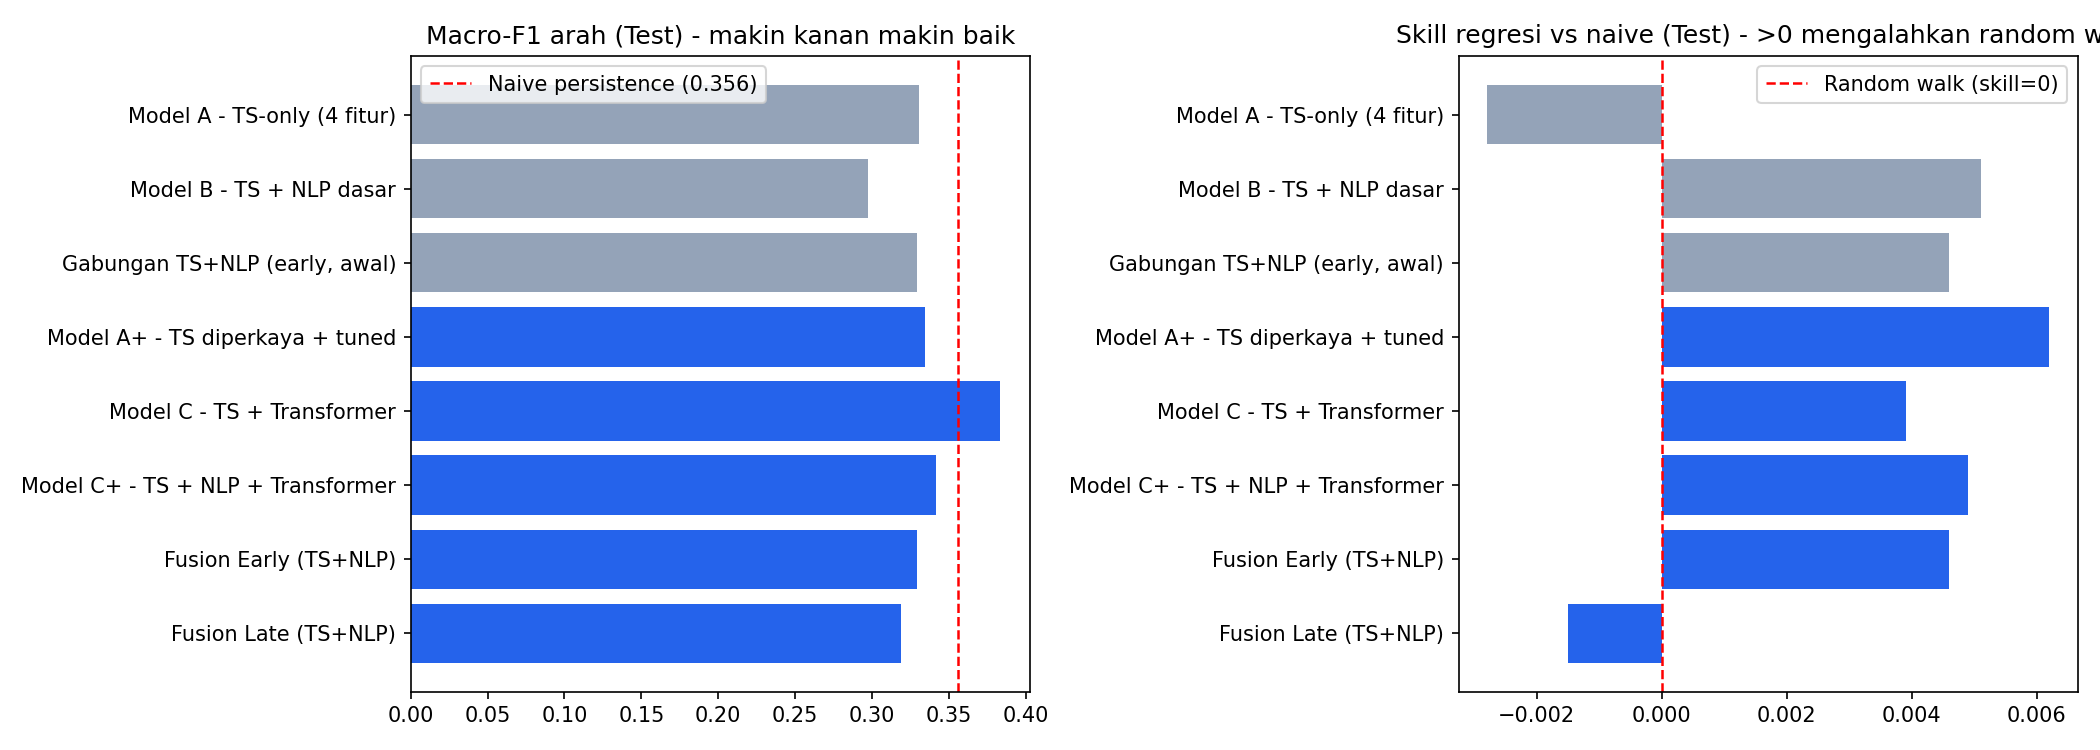 Macro-F1 arah (Test) - makin kanan makin baik
Naive persistence (0.356)
Model A - TS-only (4 fitur)
Model B - TS + NLP dasar
Gabungan TS+NLP (early, awal)
Model A+ - TS diperkaya + tuned
Model C - TS + Transformer
Model C+ - TS + NLP + Transformer
Fusion Early (TS+NLP)
Fusion Late (TS+NLP)
0.00 0.05 0.10 0.15 0.20 0.25 0.30 0.35 0.40
Skill regresi vs naive (Test) - >0 mengalahkan random w
Random walk (skill=0)
Model A - TS-only (4 fitur)
Model B - TS + NLP dasar
Gabungan TS+NLP (early, awal)
Model A+ - TS diperkaya + tuned
Model C - TS + Transformer
Model C+ - TS + NLP + Transformer
Fusion Early (TS+NLP)
Fusion Late (TS+NLP)
−0.002 0.000 0.002 0.004 0.006